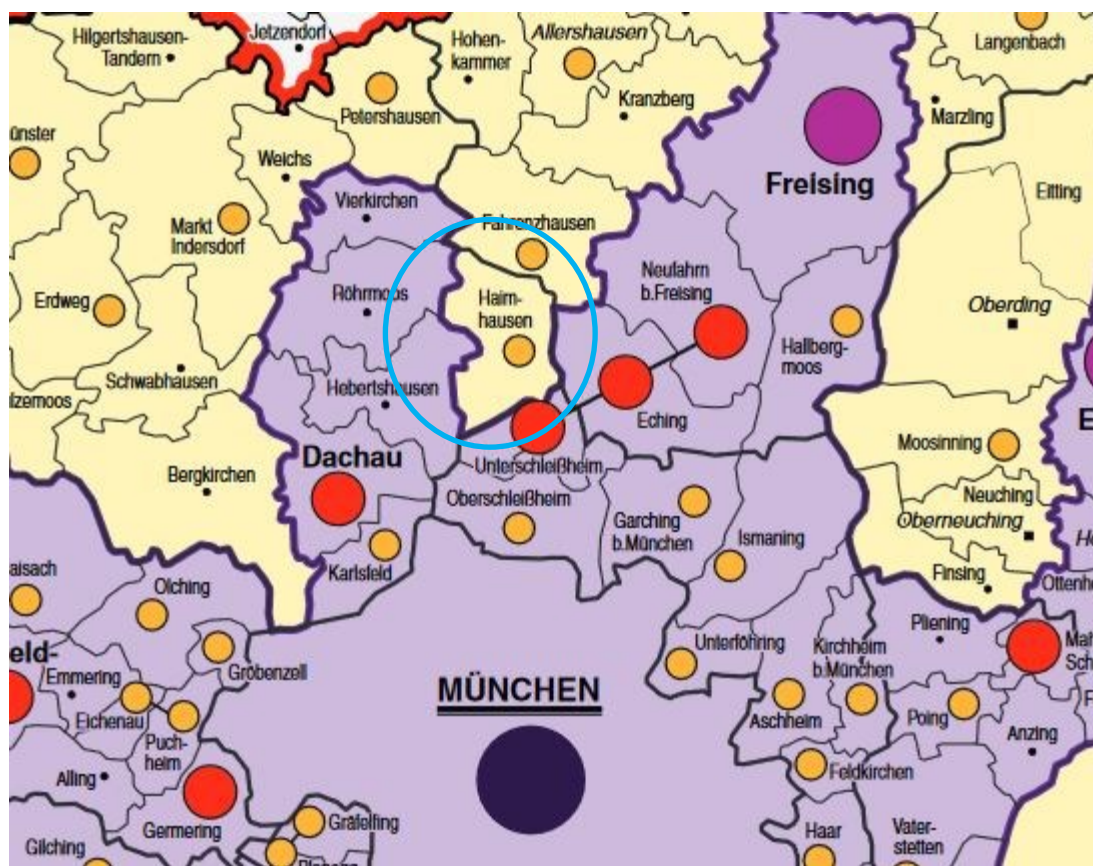 Jetzendorf
Hilgertshausen-
Tandern
Hohen-
kammer
Allershausen
Langenbach
Petershausen
Kranzberg
Marzling
Weichs
Freising
Vierkirchen
Eitting
Markt
Indersdorf
Fahrenzhausen
Neufahrn
b.Freising
Erdweg
Röhrmoos
Haim-
hausen
Oberding
Hallberg-
moos
Schwabhausen
Hebertshausen
Eching
Moosinning
Dachau
Bergkirchen
Unterschleißheim
Oberschleißheim
Neuching
Oberneuching
Garching
b.München
Ismaning
Karlsfeld
Finsing
Olching
Pliening
Unterföhring
Kirchheim
b.München
Gröbenzell
Emmering
Eichenau
MÜNCHEN
Aschheim
Poing
Anzing
Puch-
heim
Alling
Feldkirchen
Germering
Gräfelfing
Haar
Vater-
stetten
Gilching